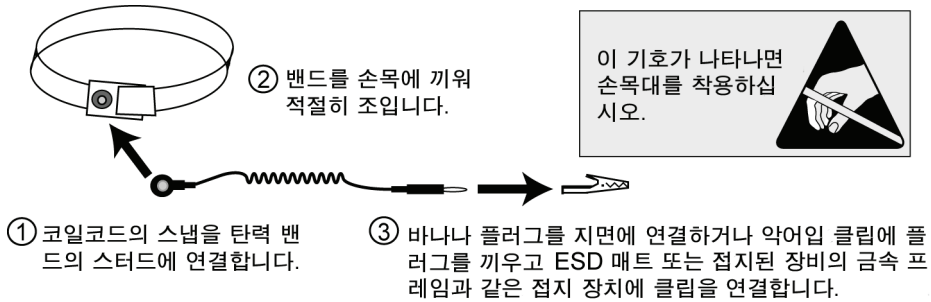 ① 코일코드의 스냅을 탄력 밴
드의 스터드에 연결합니다.
② 밴드를 손목에 끼워
적절히 조입니다.
③ 바나나 플러그를 지면에 연결하거나 악어입 클립에 플
러그를 끼우고 ESD 매트 또는 접지된 장비의 금속 프
레임과 같은 접지 장치에 클립을 연결합니다.
이 기호가 나타나면
손목대를 착용하십
시오.